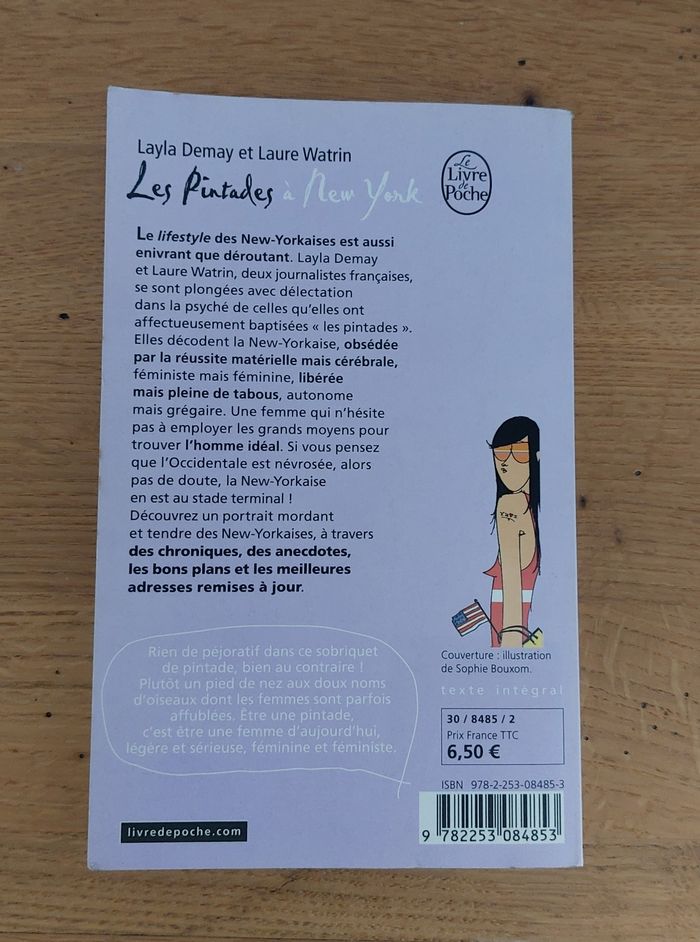 Layla Demay et Laure Watrin
Les Pintades à New York
Le
Livre
de
Poche
Le lifestyle des New-Yorkaises est aussi
enivrant que déroutant. Layla Demay
et Laure Watrin, deux journalistes françaises,
se sont plongées avec délectation
dans la psyché de celles qu'elles ont
affectueusement baptisées « les pintades ».
Elles décodent la New-Yorkaise, obsédée
par la réussite matérielle mais cérébrale,
féministe mais féminine, libérée
mais pleine de tabous, autonome
mais grégaire. Une femme qui n'hésite
pas à employer les grands moyens pour
trouver l'homme idéal. Si vous pensez
que l'Occidentale est névrosée, alors
pas de doute, la New-Yorkaise
en est au stade terminal !
Découvrez un portrait mordant
et tendre des New-Yorkaises, à travers
des chroniques, des anecdotes,
les bons plans et les meilleures
adresses remises à jour.
Rien de péjoratif dans ce sobriquet
de pintade, bien au contraire !
Plutôt un pied de nez aux doux noms
d'oiseaux dont les femmes sont parfois
affublées. Être une pintade,
c'est être une femme d'aujourd'hui,
légère et sérieuse, féminine et féministe.
livredepoche.com
Couverture : illustration
de Sophie Bouxom.
texte intégral
30 / 8485 / 2
Prix France TTC
6,50 €
ISBN 978-2-253-08485-3
9 782253 084853